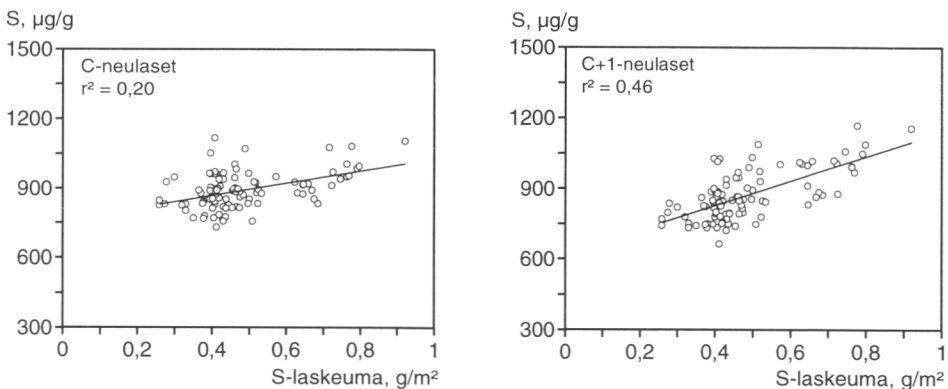 S, µg/g
1500
1200
900
600
300
C-neulaset
r² = 0,20
0 0,2 0,4 0,6 0,8 1
S-laskeuma, g/m²
S, µg/g
1500
1200
900
600
300
C+1-neulaset
r² = 0,46
0 0,2 0,4 0,6 0,8 1
S-laskeuma, g/m²